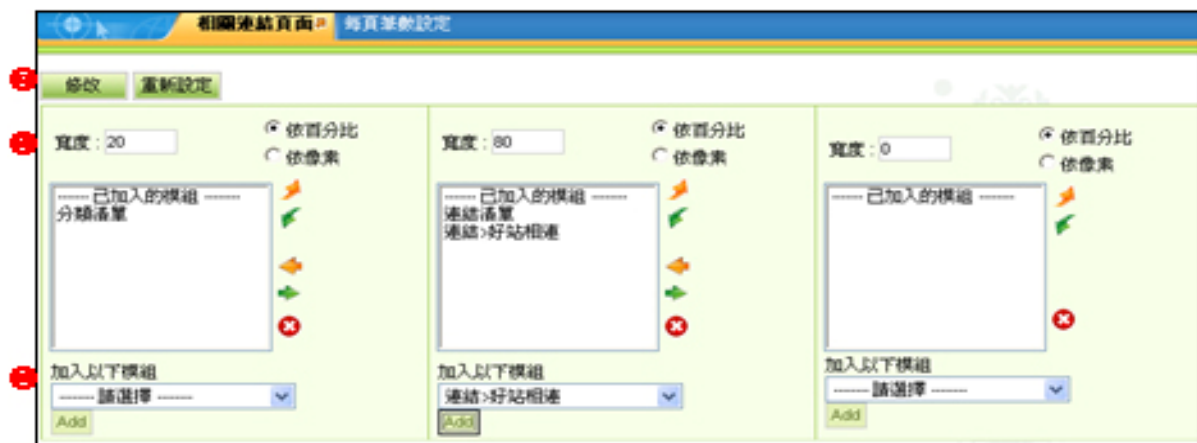 相關連結頁面 每頁筆數設定
修改 重新設定
寬度 : 20 依百分比 依像素
------ 已加入的模組 ------
分類清單
加入以下模組
------ 請選擇 ------
Add
寬度 : 80 依百分比 依像素
------ 已加入的模組 ------
連結清單
連結>好站相連
加入以下模組
連結>好站相連
Add
寬度 : 0 依百分比 依像素
------ 已加入的模組 ------
加入以下模組
------ 請選擇 ------
Add